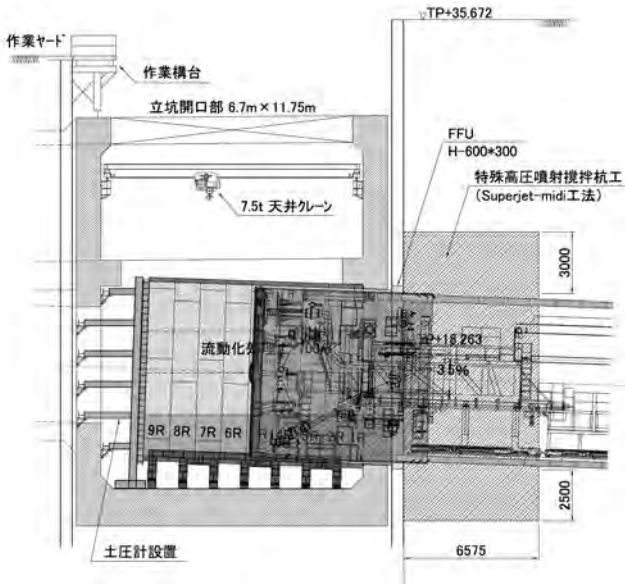 TP+35.672
作業ヤード
作業構台
立坑開口部 6.7m×11.75m
FFU
H-600*300
特殊高圧噴射撹拌杭工
(Superjet-midi工法)
7.5t 天井クレーン
3000
流動化処理
+18.263
3.5%
9R 8R 7R 6R
1R
2500
土圧計設置
6575